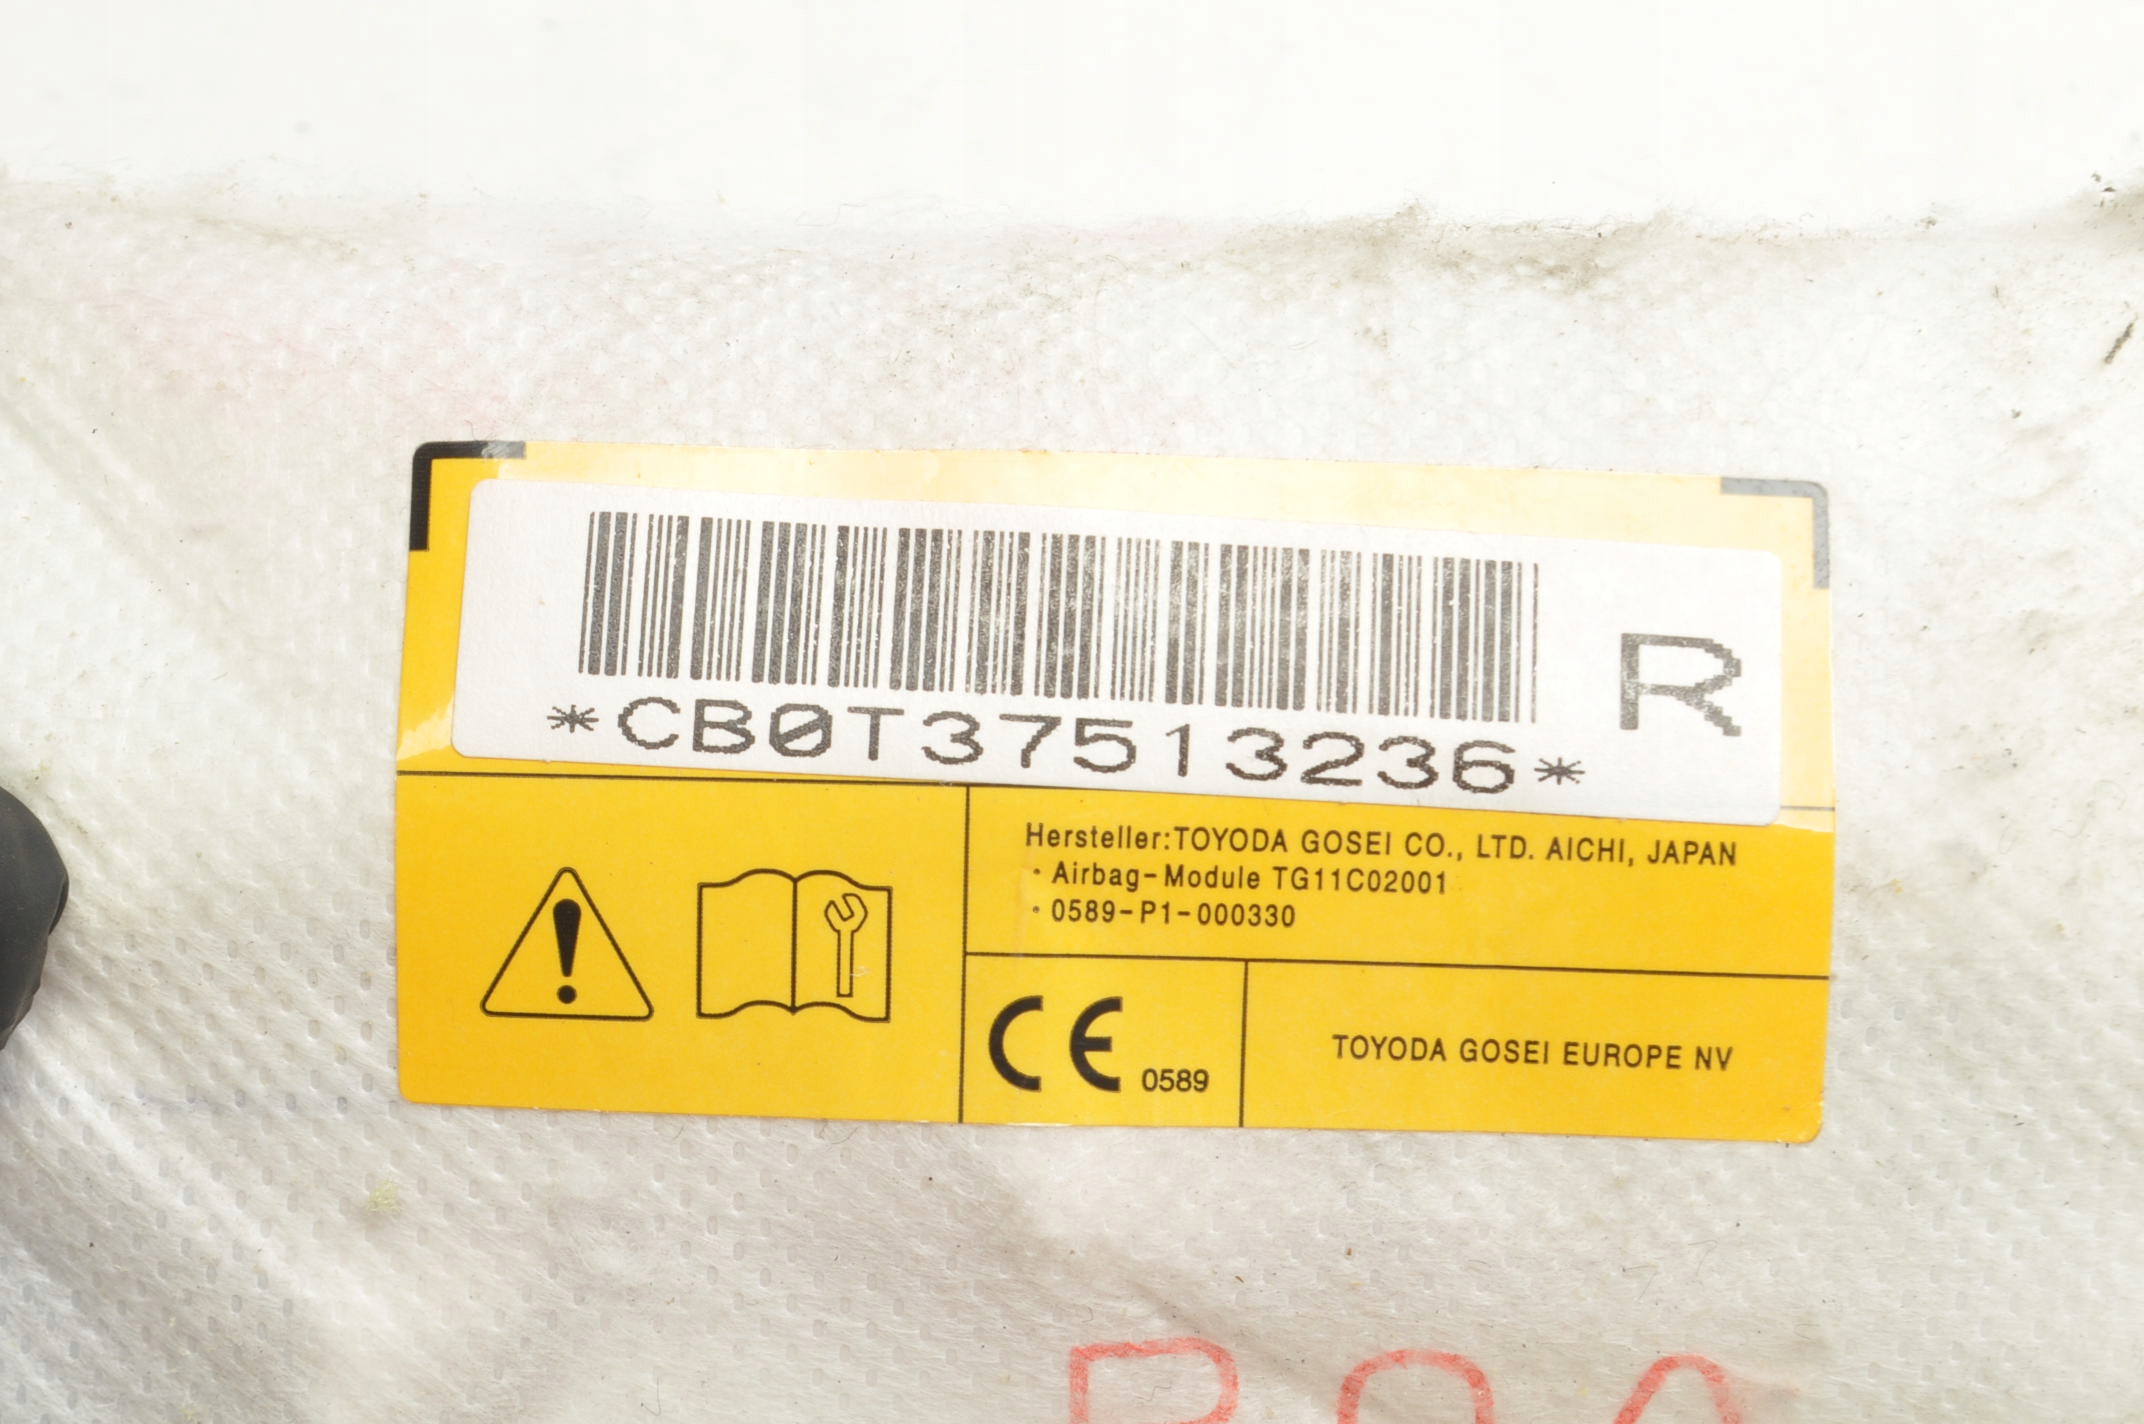 *CB0T37513236*
R
Hersteller:TOYODA GOSEI CO., LTD. AICHI, JAPAN
· Airbag-Module TG11C02001
· 0589-P1-000330
CE 0589
TOYODA GOSEI EUROPE NV